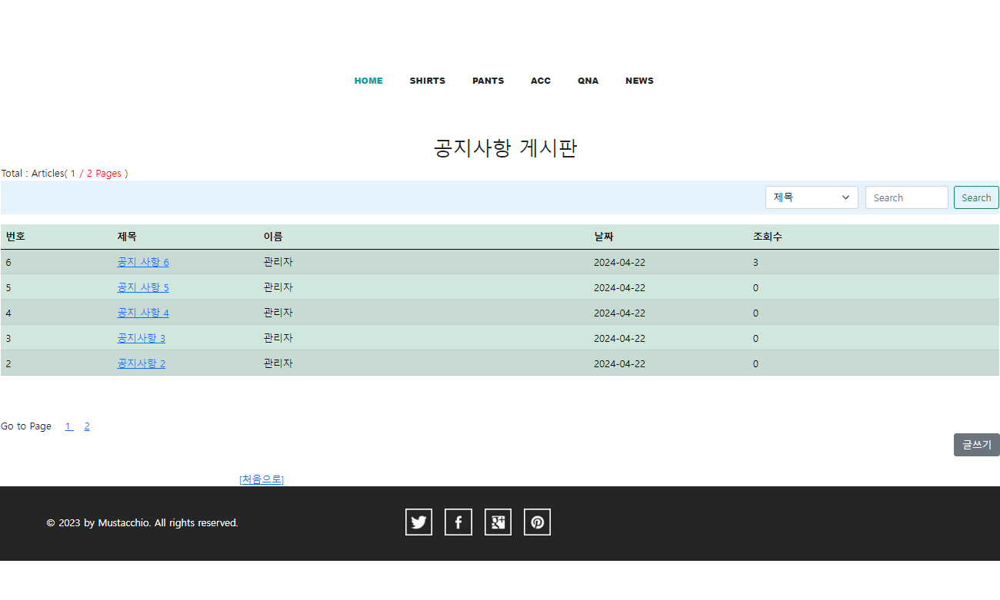 HOME SHIRTS PANTS ACC QNA NEWS
공지사항 게시판
Total : Articles( 1 / 2 Pages )
제목 Search Search
번호 제목 이름 날짜 조회수
6 공지 사항 6 관리자 2024-04-22 3
5 공지 사항 5 관리자 2024-04-22 0
4 공지 사항 4 관리자 2024-04-22 0
3 공지사항 3 관리자 2024-04-22 0
2 공지사항 2 관리자 2024-04-22 0
Go to Page 1 2
글쓰기
[처음으로]
© 2023 by Mustacchio. All rights reserved.